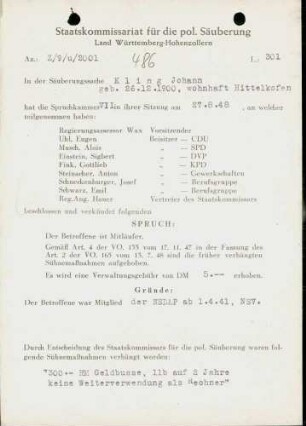 Staatskommissariat für die pol. Säuberung
Land Württemberg-Hohenzollern
Az.: Z/S/a/2001 486 L: 301
In der Säuberungssache Kling Johann
geb. 26.12.1900, wohnhaft Hittelkofen
hat die Spruchkammer VII in ihrer Sitzung am 27.8.48, an welcher
teilgenommen haben:
Regierungsassessor Wax Vorsitzender
Uhl, Eugen Beisitzer — CDU
Maush, Alois » — SPD
Einstein, Sigbert » — DVP
Fink, Gottlieb » — KPD
Steinacher, Anton » — Gewerkschaften
Schneckenburger, Josef » — Berufsgruppe
Schwarz, Emil » — Berufsgruppe
Reg.Ang. Hauer Vertreter des Staatskommissars
beschlossen und verkündet folgenden
SPRUCH:
Der Betroffene ist Mitläufer.
Gemäß Art. 4 der VO. 133 vom 17. 11. 47 in der Fassung des
Art. 2 der VO. 165 vom 13. 7. 48 sind die früher verhängten
Sühnemaßnahmen aufgehoben.
Es wird eine Verwaltungsgebühr von DM 5.-- erhoben.
Gründe:
Der Betroffene war Mitglied der NSDAP ab 1.4.41, NSV.
Durch Entscheidung des Staatskommissars für die pol. Säuberung waren folgende
Sühnemaßnahmen verhängt worden:
"300.-- RM Geldbusse, 11b auf 2 Jahre
keine Weiterverwendung als Rechner"